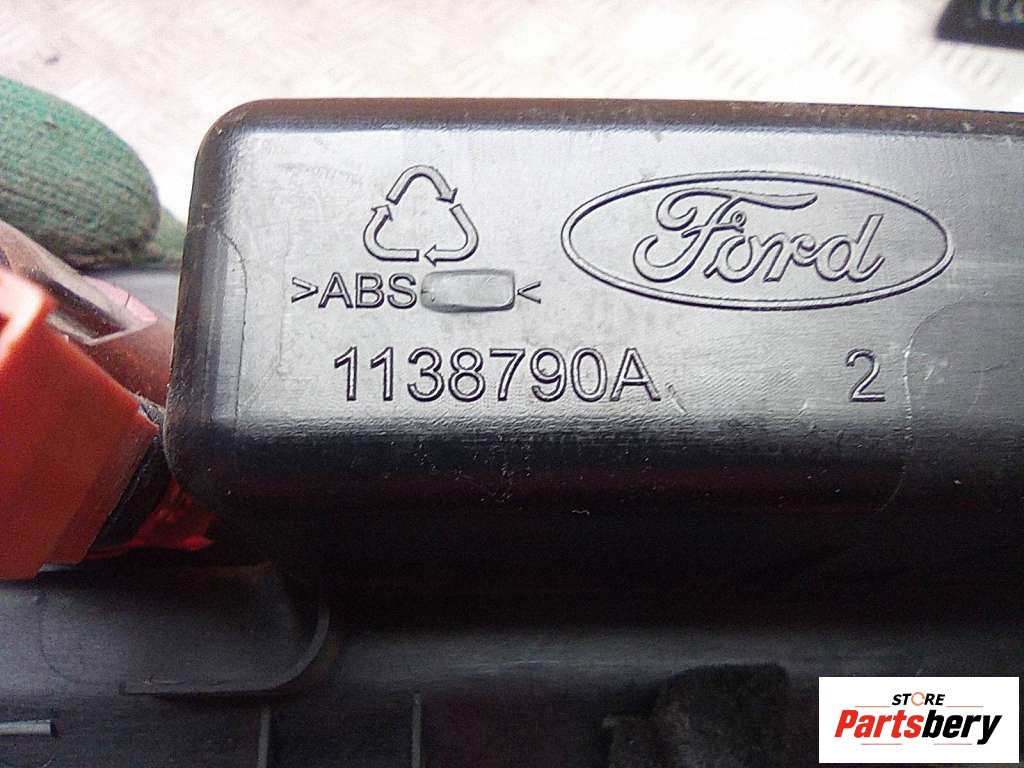 Ford
>ABS<
1138790A 2
STORE
Partsbery